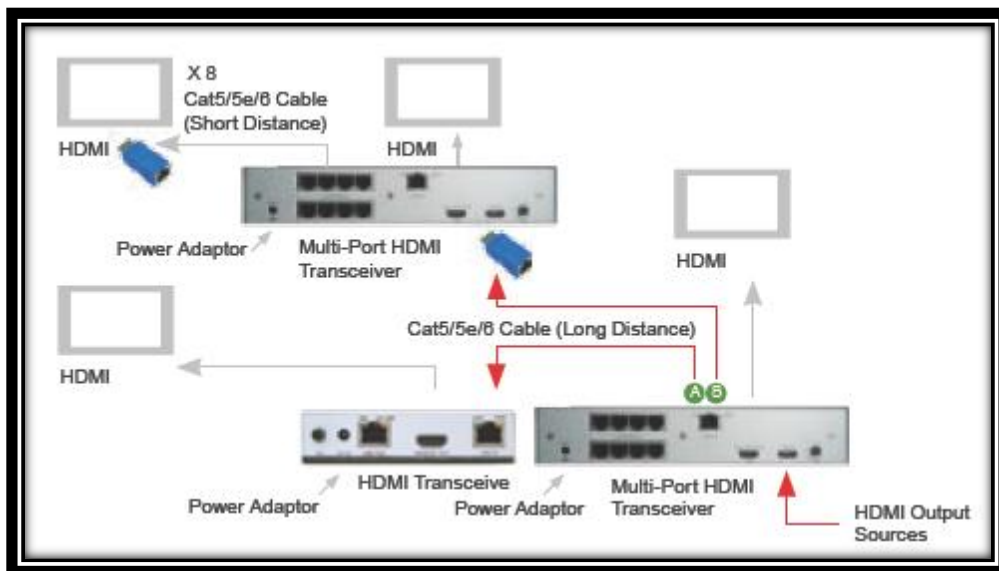 X 8
Cat5/5e/6 Cable
(Short Distance)
HDMI
HDMI
Power Adaptor
Multi-Port HDMI
Transceiver
HDMI
Cat5/5e/6 Cable (Long Distance)
HDMI
A B
HDMI Transceive
Power Adaptor
Power Adaptor
Multi-Port HDMI
Transceiver
HDMI Output
Sources